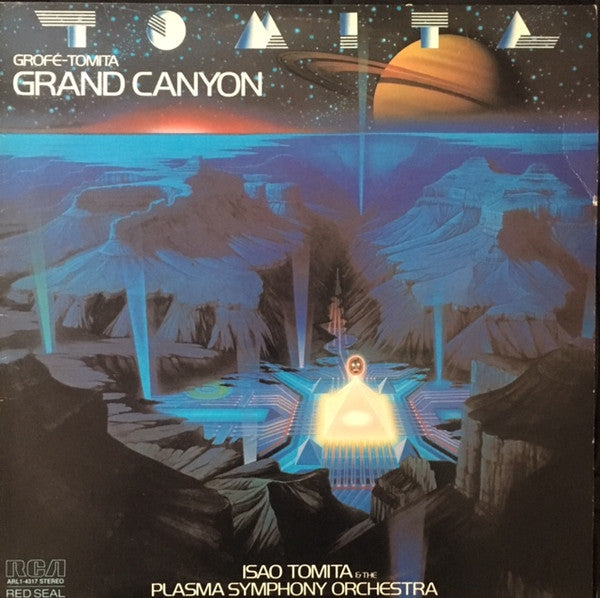 TOMITA
GROFÉ-TOMITA
GRAND CANYON
ISAO TOMITA & THE
PLASMA SYMPHONY ORCHESTRA
RCA
ARL1-4317 STEREO
RED SEAL